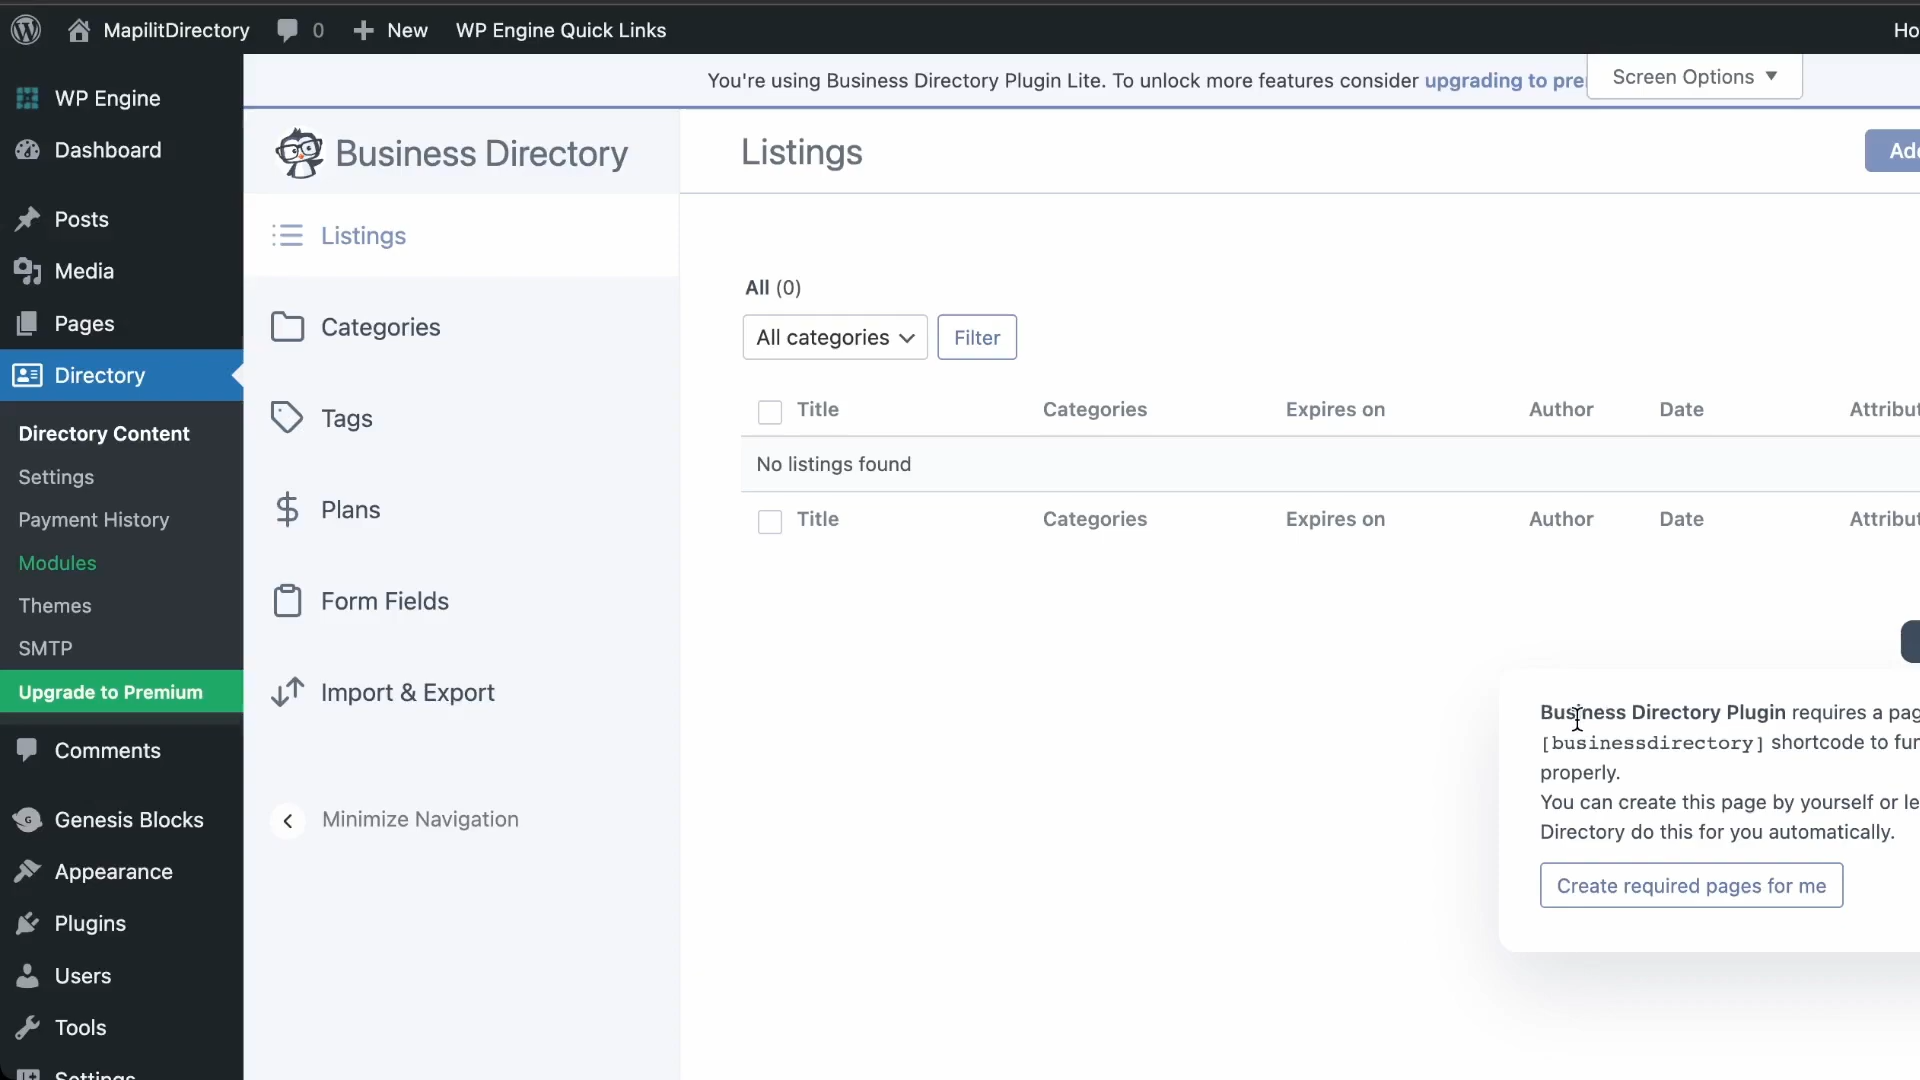 MapilitDirectory 0 New WP Engine Quick Links Ho
You're using Business Directory Plugin Lite. To unlock more features consider upgrading to pre
Screen Options
WP Engine
Dashboard
Posts
Media
Pages
Directory
Directory Content
Settings
Payment History
Modules
Themes
SMTP
Upgrade to Premium
Comments
Genesis Blocks
Appearance
Plugins
Users
Tools
Settings
Business Directory
Listings
Categories
Tags
Plans
Form Fields
Import & Export
Minimize Navigation
Listings
Add
All (0)
All categories
Filter
Title Categories Expires on Author Date Attribut
No listings found
Title Categories Expires on Author Date Attribut
Business Directory Plugin requires a pag
[businessdirectory] shortcode to fun
properly.
You can create this page by yourself or le
Directory do this for you automatically.
Create required pages for me